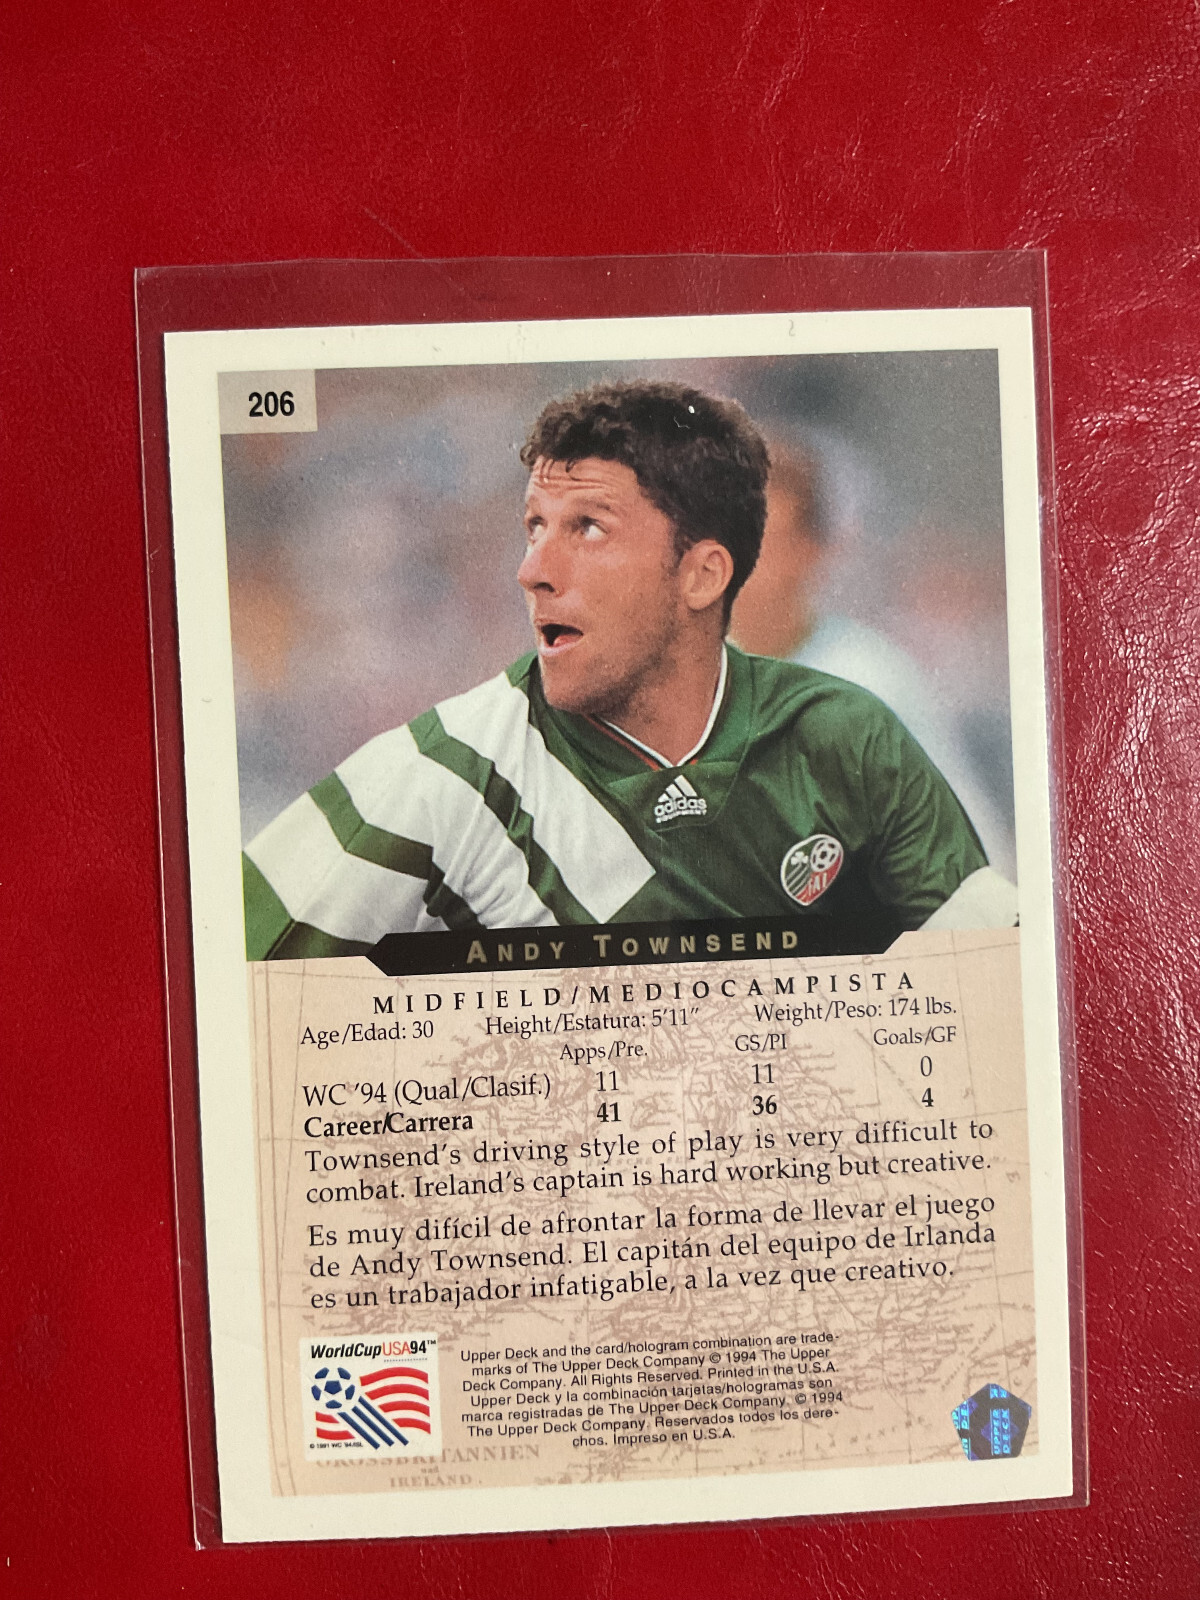 206
adidas
EQUIPMENT
FAI
ANDY TOWNSEND
MIDFIELD/MEDIOCAMPISTA
Age/Edad: 30 Height/Estatura: 5'11" Weight/Peso: 174 lbs.
Apps/Pre. GS/PI Goals/GF
WC '94 (Qual/Clasif.) 11 11 0
Career/Carrera 41 36 4
Townsend's driving style of play is very difficult to
combat. Ireland's captain is hard working but creative.
Es muy difícil de afrontar la forma de llevar el juego
de Andy Townsend. El capitán del equipo de Irlanda
es un trabajador infatigable, a la vez que creativo.
WorldCupUSA94™
Upper Deck and the card/hologram combination are trade-
marks of The Upper Deck Company © 1994 The Upper
Deck Company. All Rights Reserved. Printed in the U.S.A.
Upper Deck y la combinación tarjetas/hologramas son
marca registradas de The Upper Deck Company. © 1994
The Upper Deck Company. Reservados todos los dere-
chos. Impreso en U.S.A.
UPPER DECK
GROSSBRITANNIEN
und
IRELAND.